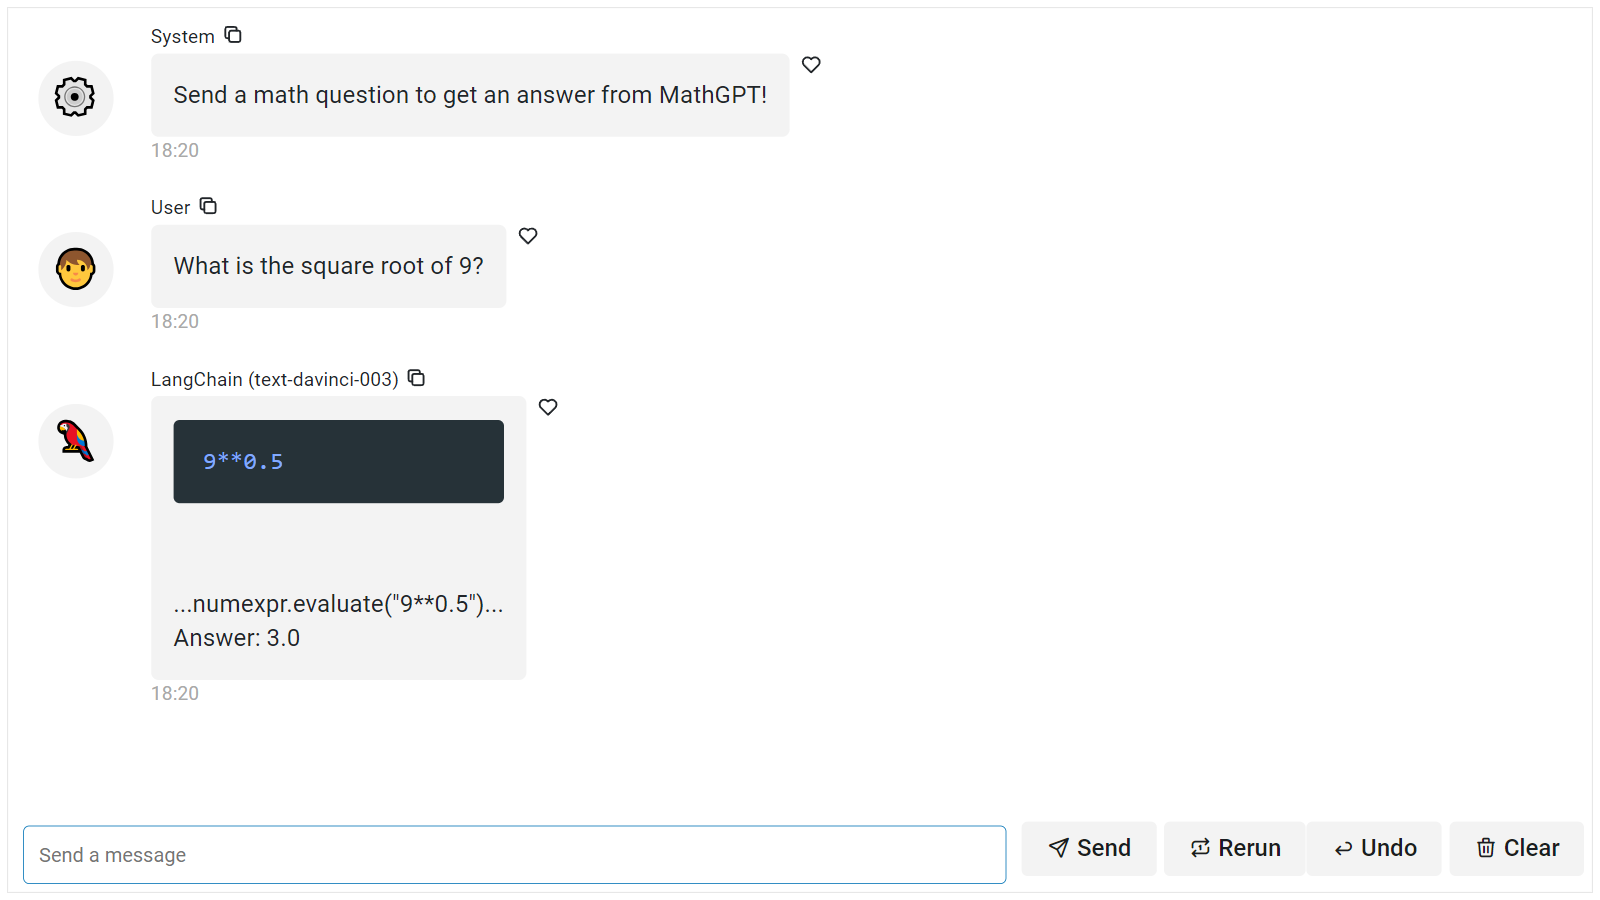 System
Send a math question to get an answer from MathGPT!
18:20
User
What is the square root of 9?
18:20
LangChain (text-davinci-003)
9**0.5
...numexpr.evaluate("9**0.5")...
Answer: 3.0
18:20
Send a message
Send
Rerun
Undo
Clear